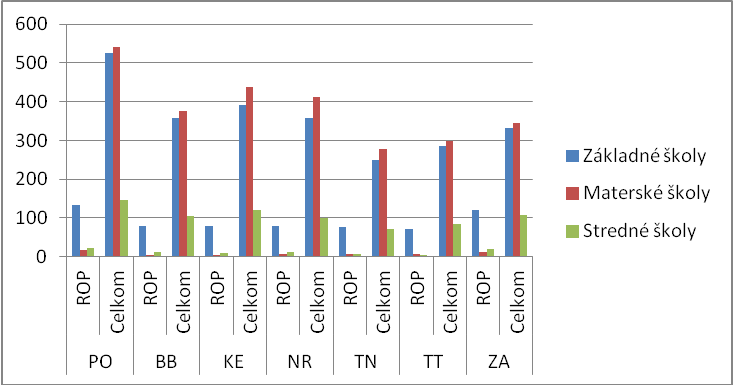 600
500
400
300
200
100
0
Základné školy
Materské školy
Stredné školy
ROP Celkom ROP Celkom ROP Celkom ROP Celkom ROP Celkom ROP Celkom ROP Celkom
PO BB KE NR TN TT ZA